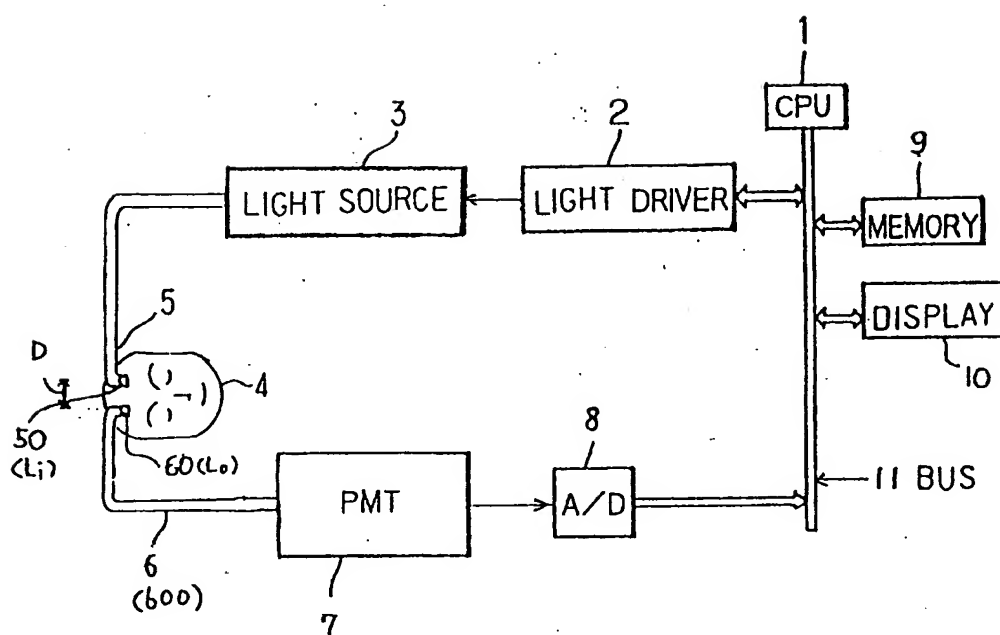 1
CPU
3
2
9
LIGHT SOURCE
LIGHT DRIVER
MEMORY
5
DISPLAY
D
4
10
50
(Li)
60(Lo)
8
PMT
A/D
11 BUS
6
(600)
7